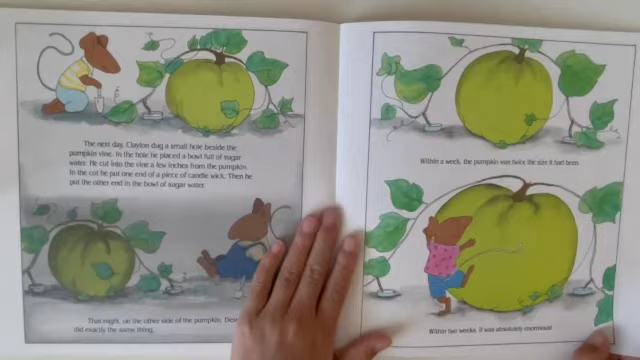 The next day, Clayton dug a small hole beside the
pumpkin vine. In the hole he placed a bowl full of sugar
water. He cut into the vine a few inches from the pumpkin.
In the cut he put one end of a piece of candle wick. Then he
put the other end in the bowl of sugar water.
That night, on the other side of the pumpkin,
did exactly the same thing.
Within a week, the pumpkin was twice the size it had been.
Within two weeks, it was absolutely enormous!